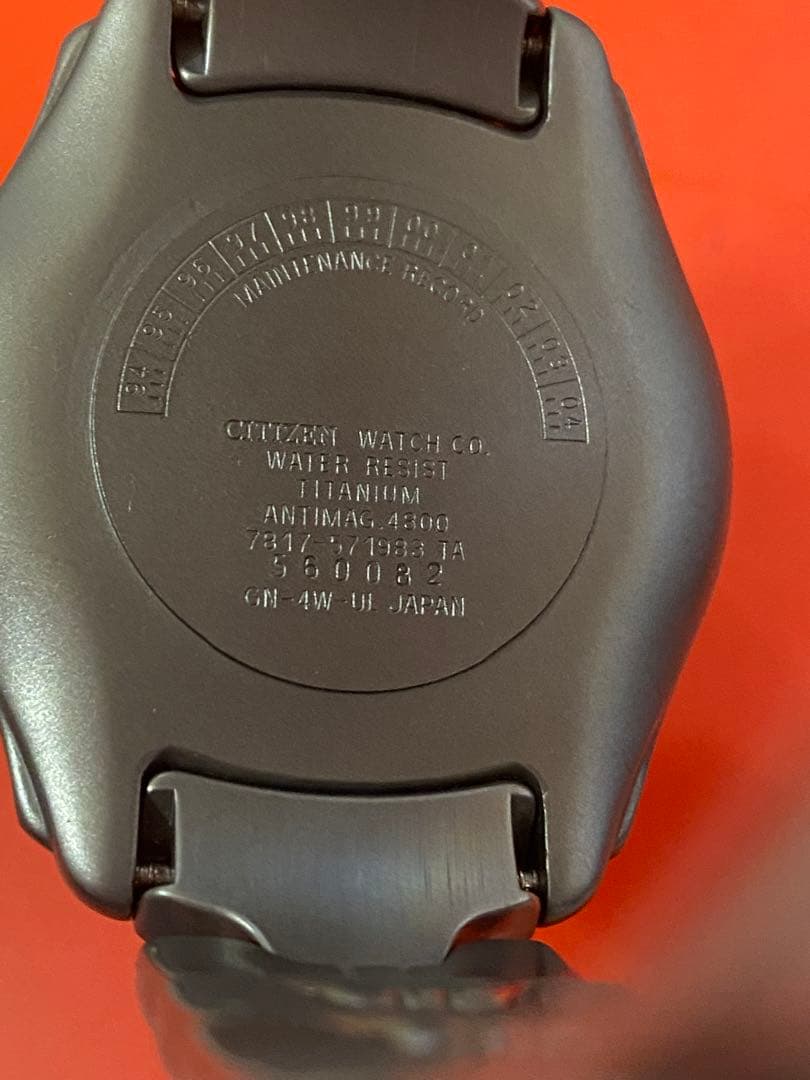 94 95 96 97 98 99 00 01 02 03 04
MAINTENANCE RECORD
CITIZEN WATCH CO.
WATER RESIST
TITANIUM
ANTIMAG.4800
7817-571983 TA
560082
GN-4W-UL JAPAN